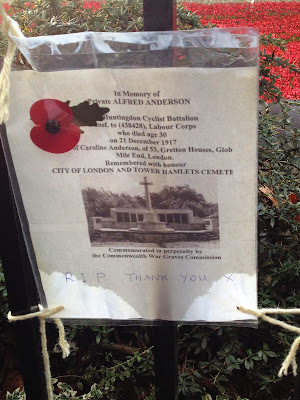 In Memory of
Private ALFRED ANDERSON
Huntingdon Cyclist Battalion
to (438428), Labour Corps
who died age 30
on 21 December 1917
of Caroline Anderson, of 53, Gretton Houses, Glob
Mile End, London.
Remembered with honour
CITY OF LONDON AND TOWER HAMLETS CEMETE
Commemorated in perpetuity by
the Commonwealth War Graves Commission
RIP THANK YOU X